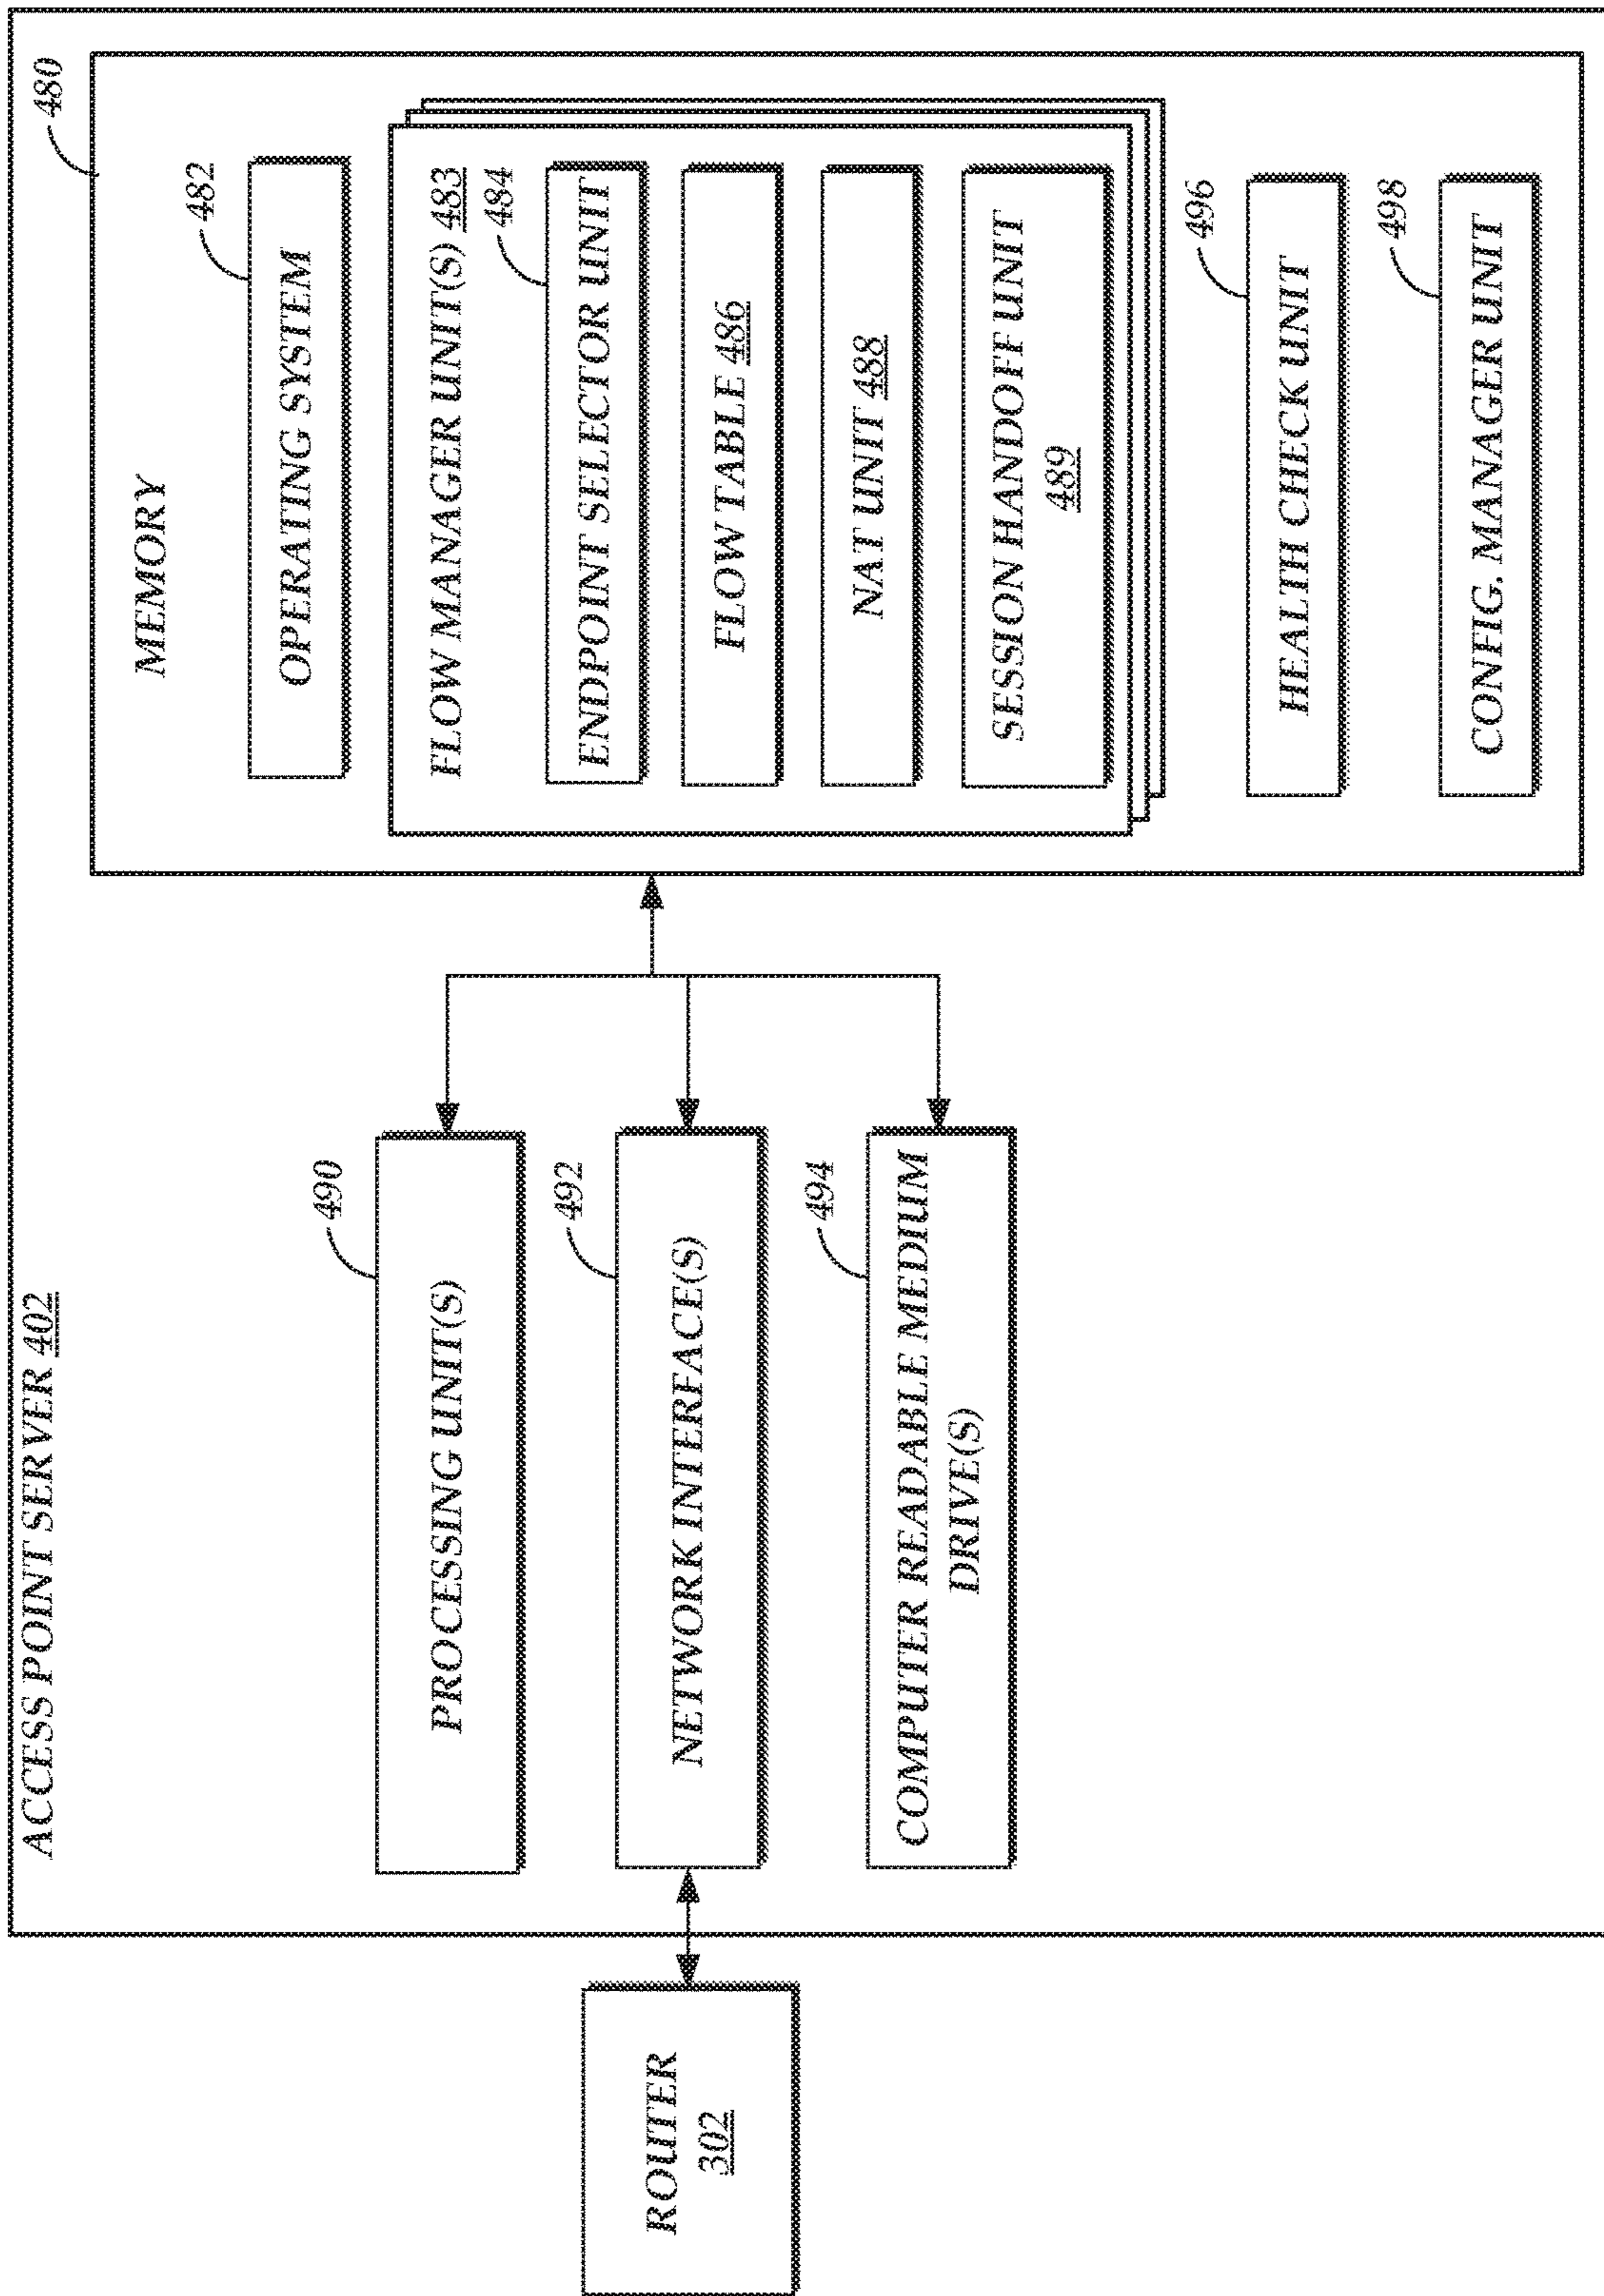 ACCESS POINT SERVER 402
ROUTER
302
490
PROCESSING UNIT(S)
492
NETWORK INTERFACE(S)
494
COMPUTER READABLE MEDIUM
DRIVE(S)
480
MEMORY
482
OPERATING SYSTEM
FLOW MANAGER UNIT(S) 483
484
ENDPOINT SELECTOR UNIT
FLOW TABLE 486
NAT UNIT 488
SESSION HANDOFF UNIT
489
496
HEALTH CHECK UNIT
498
CONFIG. MANAGER UNIT